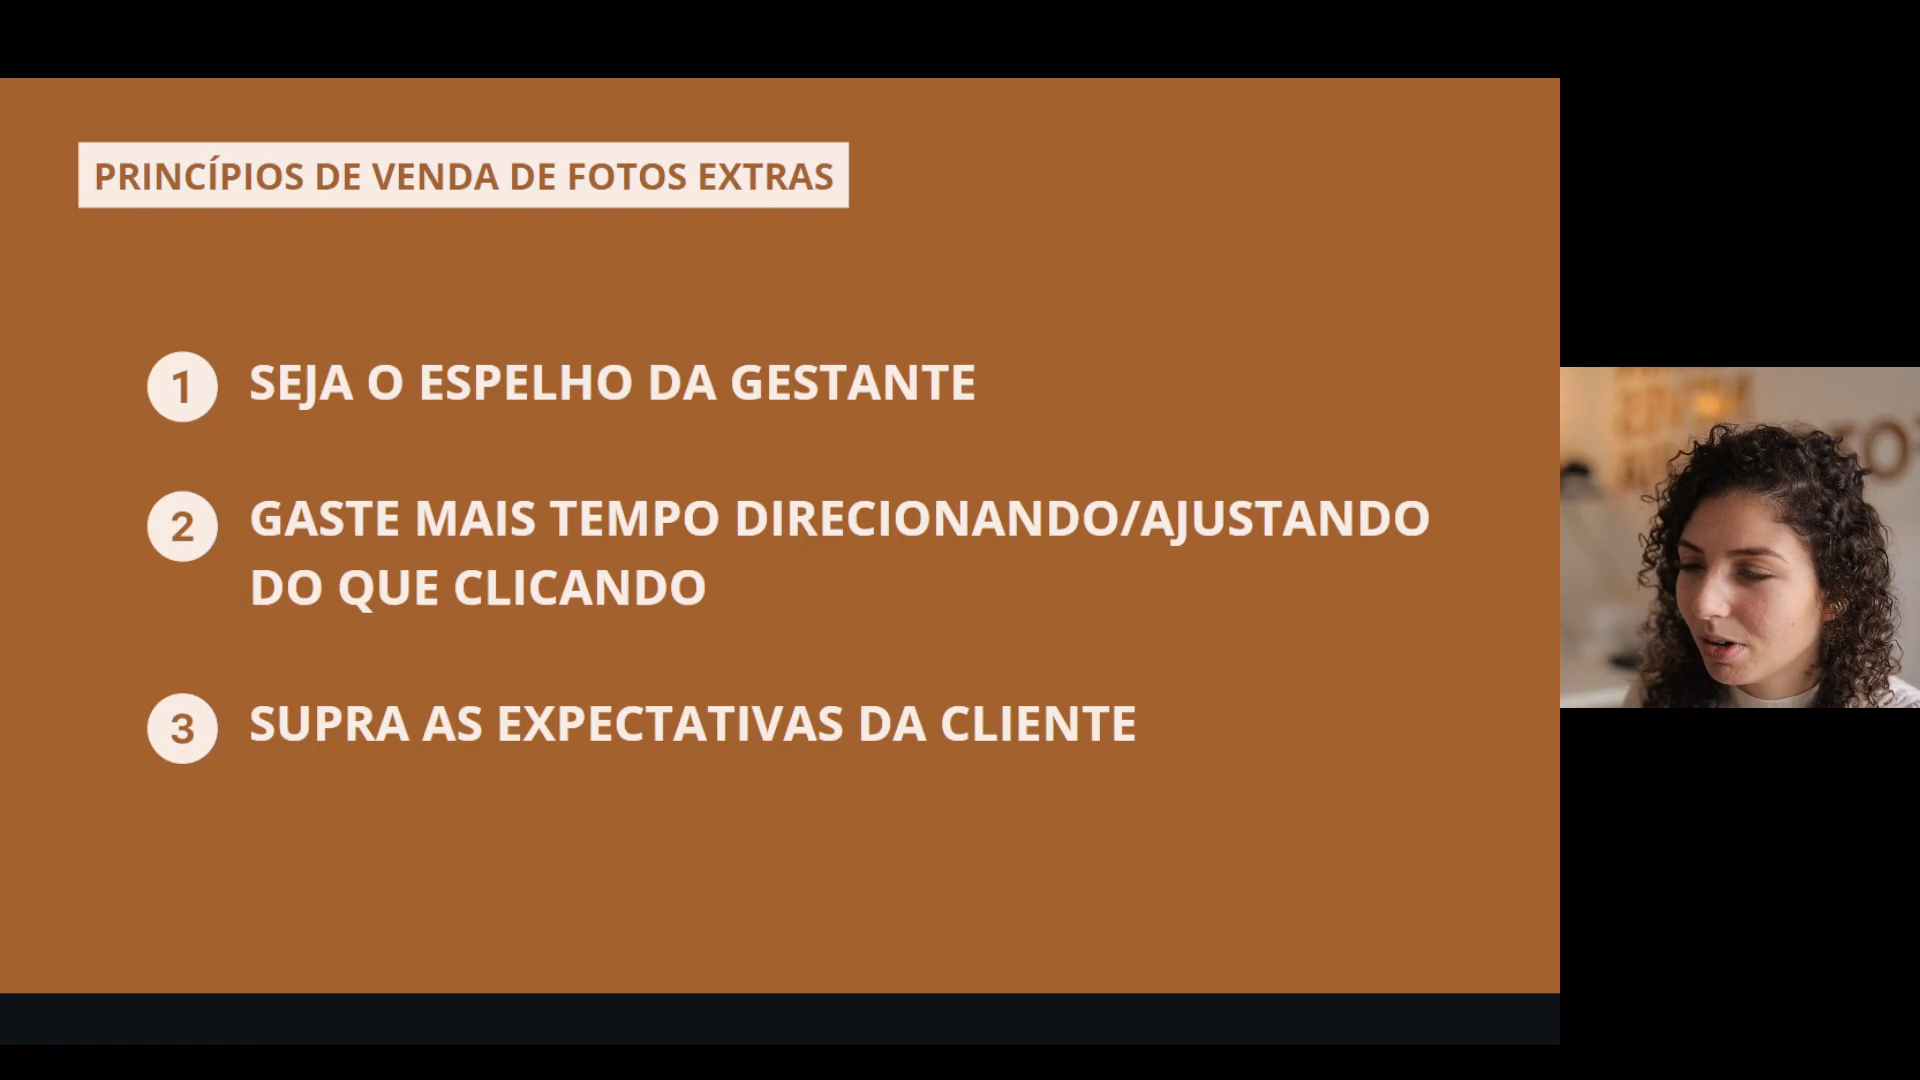 PRINCÍPIOS DE VENDA DE FOTOS EXTRAS
1 SEJA O ESPELHO DA GESTANTE
2 GASTE MAIS TEMPO DIRECIONANDO/AJUSTANDO
DO QUE CLICANDO
3 SUPRA AS EXPECTATIVAS DA CLIENTE